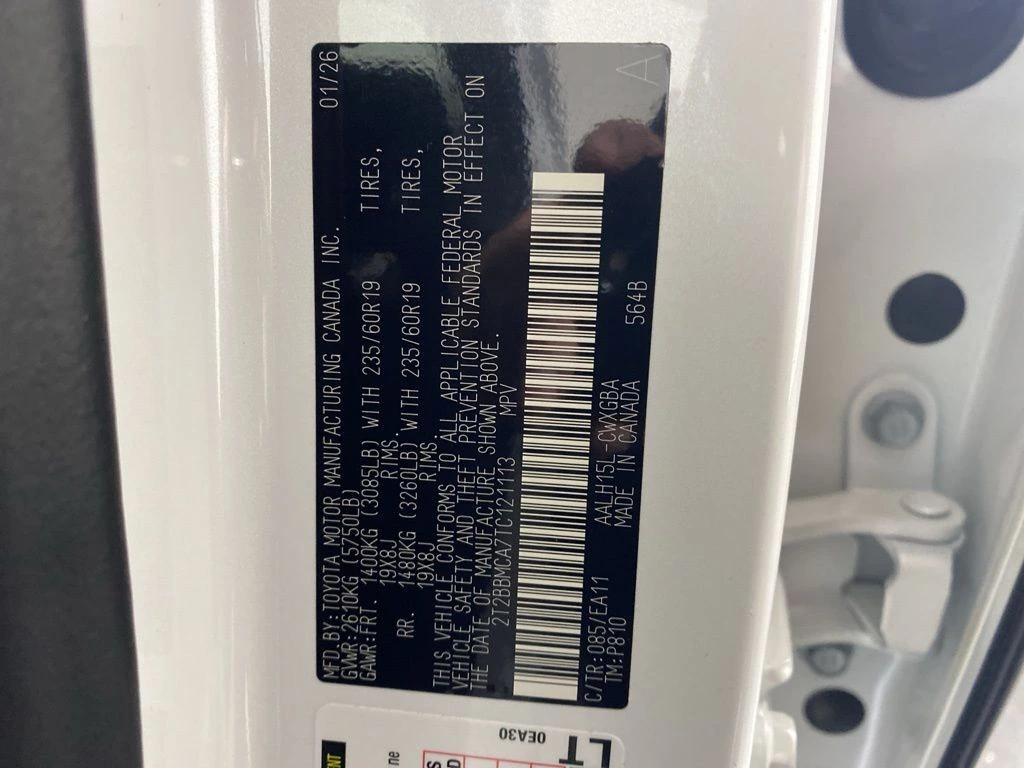 MFD.BY:TOYOTA MOTOR MANUFACTURING CANADA INC. 01/26
GVWR:2610KG(5750LB)
GAWR:FRT. 1400KG (3085LB) WITH 235/60R19 TIRES,
19X8J RIMS.
RR. 1480KG (3260LB) WITH 235/60R19 TIRES,
19X8J RIMS.
THIS VEHICLE CONFORMS TO ALL APPLICABLE FEDERAL MOTOR
VEHICLE SAFETY AND THEFT PREVENTION STANDARDS IN EFFECT ON
THE DATE OF MANUFACTURE SHOWN ABOVE.
2T2BBMCA7TC121113 MPV
C/TR:085/EA11 AALH15L-CWXGBA 564B
TM:P810 MADE IN CANADA A
0EA30